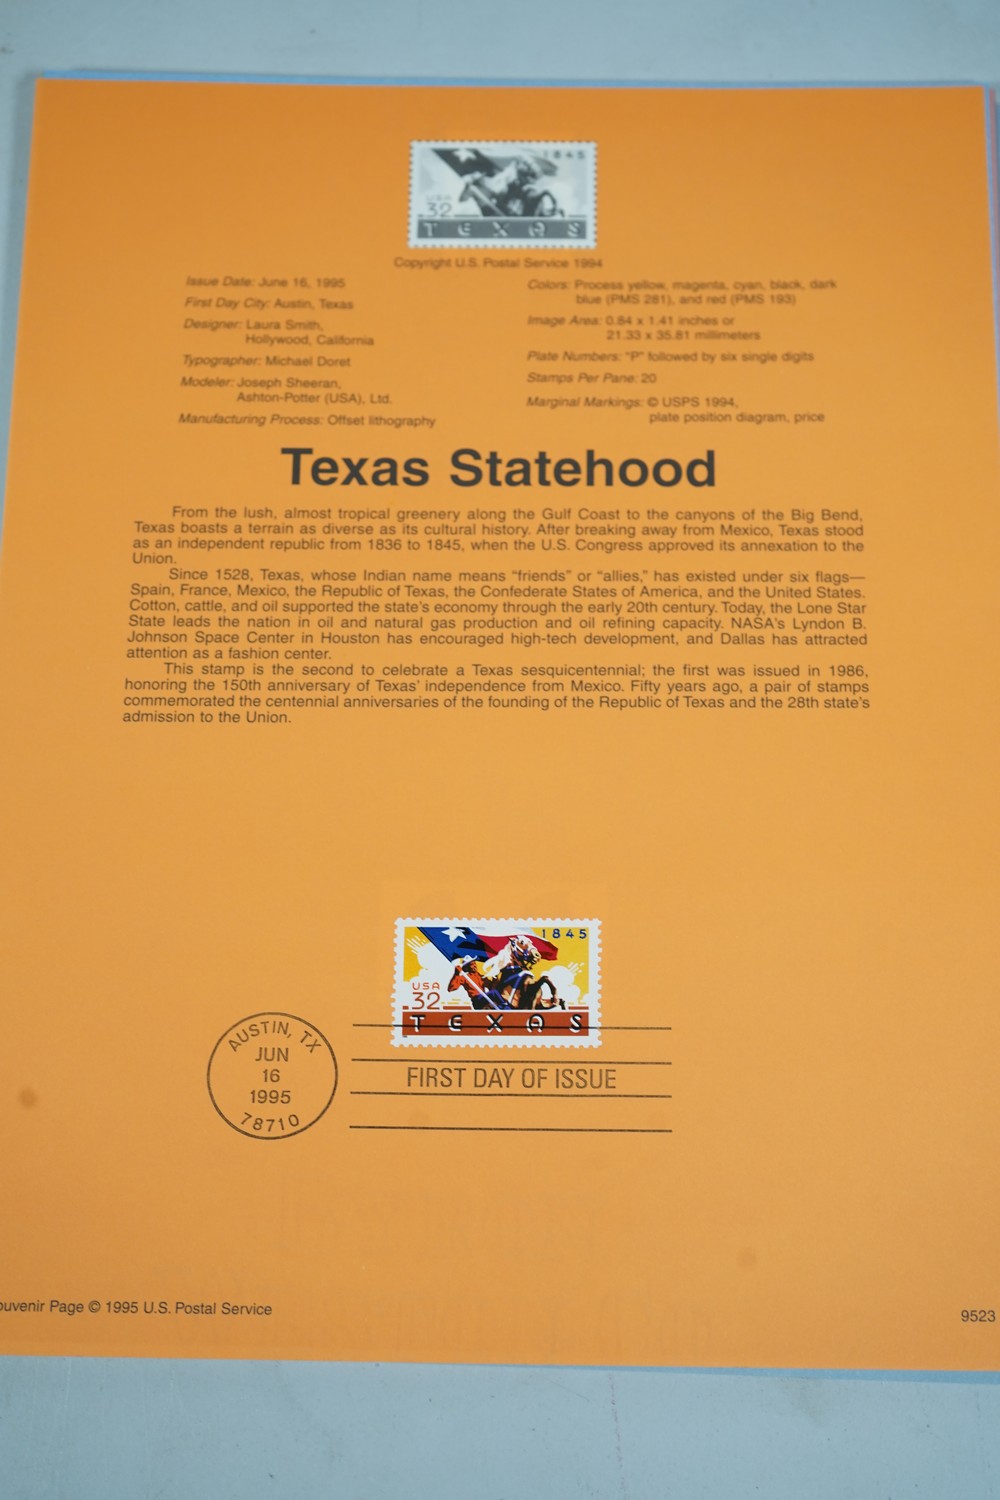 1845
USA
32
TEXAS
Copyright U.S. Postal Service 1994
Issue Date: June 16, 1995
First Day City: Austin, Texas
Designer: Laura Smith,
Hollywood, California
Typographer: Michael Doret
Modeler: Joseph Sheeran,
Ashton-Potter (USA), Ltd.
Manufacturing Process: Offset lithography
Colors: Process yellow, magenta, cyan, black, dark
blue (PMS 281), and red (PMS 193)
Image Area: 0.84 x 1.41 inches or
21.33 x 35.81 millimeters
Plate Numbers: "P" followed by six single digits
Stamps Per Pane: 20
Marginal Markings: © USPS 1994,
plate position diagram, price
Texas Statehood
From the lush, almost tropical greenery along the Gulf Coast to the canyons of the Big Bend,
Texas boasts a terrain as diverse as its cultural history. After breaking away from Mexico, Texas stood
as an independent republic from 1836 to 1845, when the U.S. Congress approved its annexation to the
Union.
Since 1528, Texas, whose Indian name means "friends" or "allies," has existed under six flags—
Spain, France, Mexico, the Republic of Texas, the Confederate States of America, and the United States.
Cotton, cattle, and oil supported the state's economy through the early 20th century. Today, the Lone Star
State leads the nation in oil and natural gas production and oil refining capacity. NASA's Lyndon B.
Johnson Space Center in Houston has encouraged high-tech development, and Dallas has attracted
attention as a fashion center.
This stamp is the second to celebrate a Texas sesquicentennial; the first was issued in 1986,
honoring the 150th anniversary of Texas' independence from Mexico. Fifty years ago, a pair of stamps
commemorated the centennial anniversaries of the founding of the Republic of Texas and the 28th state's
admission to the Union.
1845
USA
32
TEXAS
AUSTIN, TX
JUN
16
1995
78710
FIRST DAY OF ISSUE
ouvenir Page © 1995 U.S. Postal Service
9523